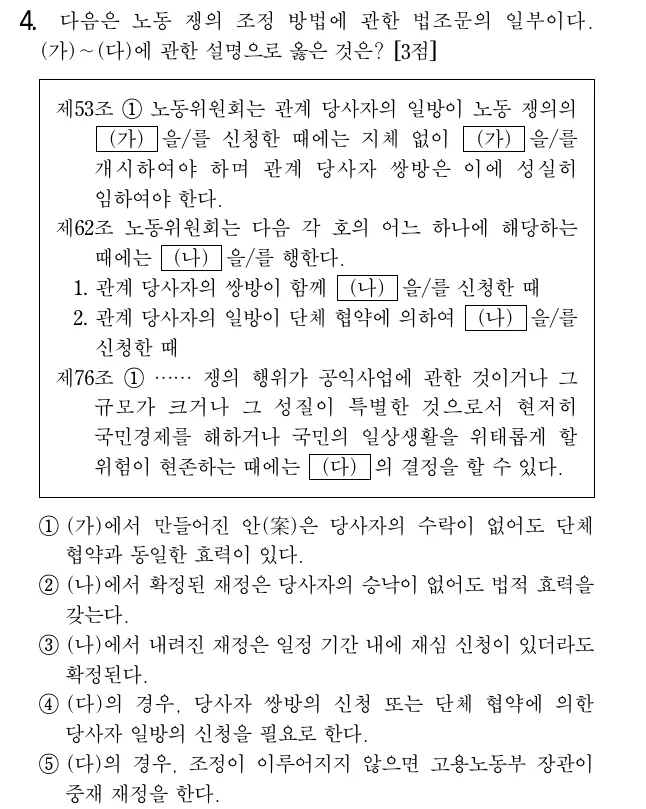 4. 다음은 노동 쟁의 조정 방법에 관한 법조문의 일부이다.
(가)~(다)에 관한 설명으로 옳은 것은? [3점]
제53조 ① 노동위원회는 관계 당사자의 일방이 노동 쟁의의
(가) 을/를 신청한 때에는 지체 없이 (가) 을/를
개시하여야 하며 관계 당사자 쌍방은 이에 성실히
임하여야 한다.
제62조 노동위원회는 다음 각 호의 어느 하나에 해당하는
때에는 (나) 을/를 행한다.
1. 관계 당사자의 쌍방이 함께 (나) 을/를 신청한 때
2. 관계 당사자의 일방이 단체 협약에 의하여 (나) 을/를
신청한 때
제76조 ① …… 쟁의 행위가 공익사업에 관한 것이거나 그
규모가 크거나 그 성질이 특별한 것으로서 현저히
국민경제를 해하거나 국민의 일상생활을 위태롭게 할
위험이 현존하는 때에는 (다) 의 결정을 할 수 있다.
① (가)에서 만들어진 안(案)은 당사자의 수락이 없어도 단체
협약과 동일한 효력이 있다.
② (나)에서 확정된 재정은 당사자의 승낙이 없어도 법적 효력을
갖는다.
③ (나)에서 내려진 재정은 일정 기간 내에 재심 신청이 있더라도
확정된다.
④ (다)의 경우, 당사자 쌍방의 신청 또는 단체 협약에 의한
당사자 일방의 신청을 필요로 한다.
⑤ (다)의 경우, 조정이 이루어지지 않으면 고용노동부 장관이
중재 재정을 한다.